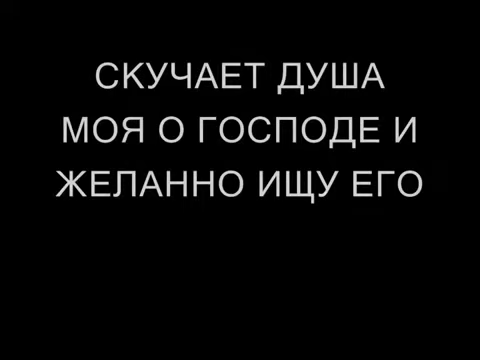 СКУЧАЕТ ДУША
МОЯ О ГОСПОДЕ И
ЖЕЛАННО ИЩУ ЕГО